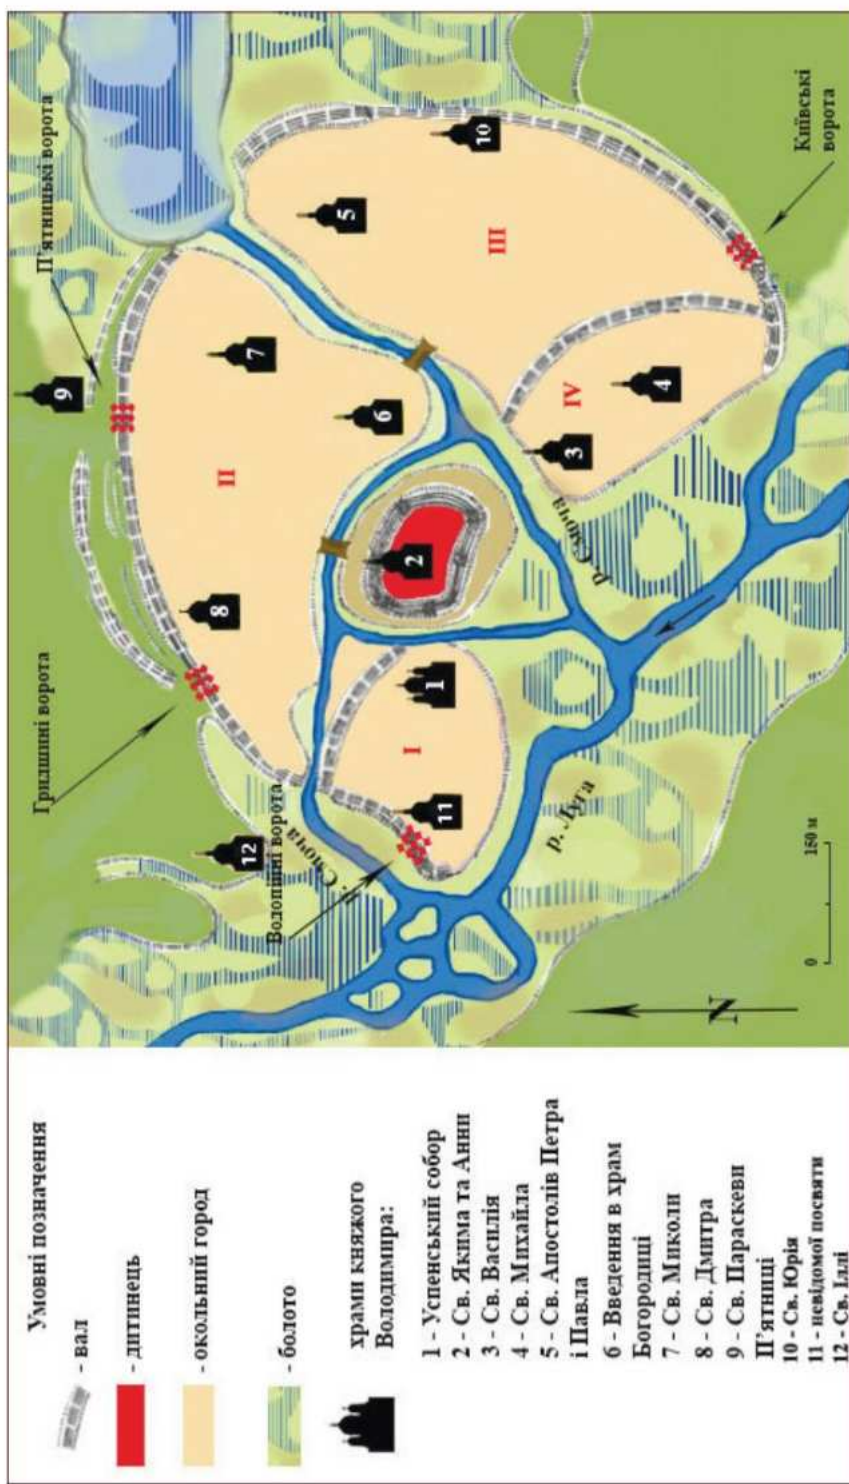 Умовні позначення
- вал
- дитинець
- окольний город
- болото
храми княжого
Володимира:
1 - Успенський собор
2 - Св. Якима та Анни
3 - Св. Василія
4 - Св. Михайла
5 - Св. Апостолів Петра
і Павла
6 - Введення в храм
Богородиці
7 - Св. Миколи
8 - Св. Дмитра
9 - Св. Параскеви
П'ятниці
10 - Св. Юрія
11 - невідомої посвяти
12 - Св. Іллі
Гридшині ворота
П'ятницькі ворота
9
12
8
7
5
10
II
III
6
Волошині ворота
р. Смоча
2
IV
3
4
I
1
11
р. Смоча
Київські
ворота
р. Луга
N
0
150 м